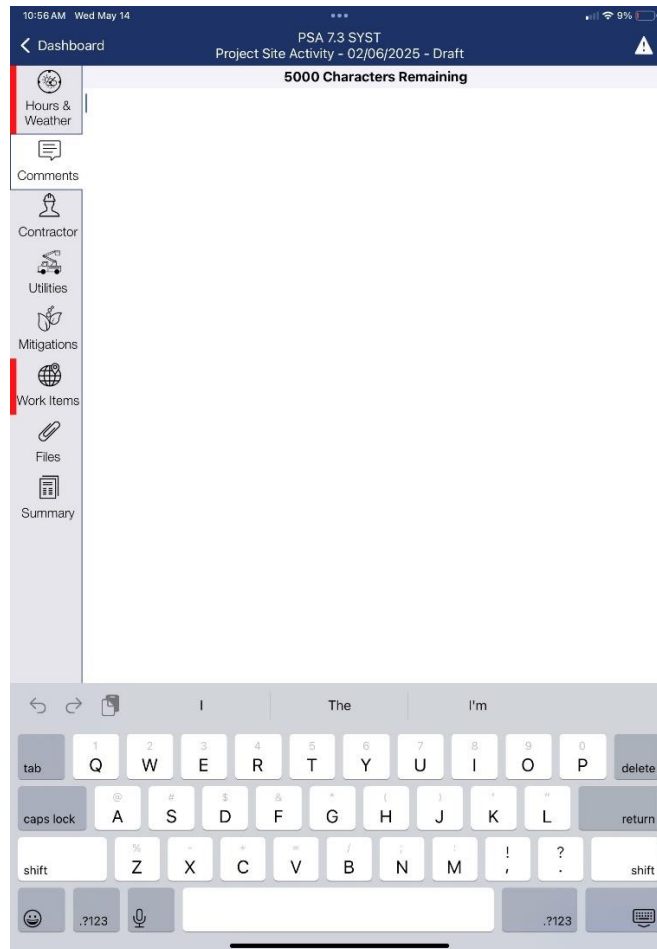 10:56 AM Wed May 14
9%
Dashboard
PSA 7.3 SYST
Project Site Activity - 02/06/2025 - Draft
5000 Characters Remaining
Hours &
Weather
Comments
Contractor
Utilities
Mitigations
Work Items
Files
Summary
I The I'm
1 2 3 4 5 6 7 8 9 0
tab Q W E R T Y U I O P delete
@ # $ & * ( ) ' "
caps lock A S D F G H J K L return
% - + = / ; : ! ?
shift Z X C V B N M , . shift
.?123 .?123